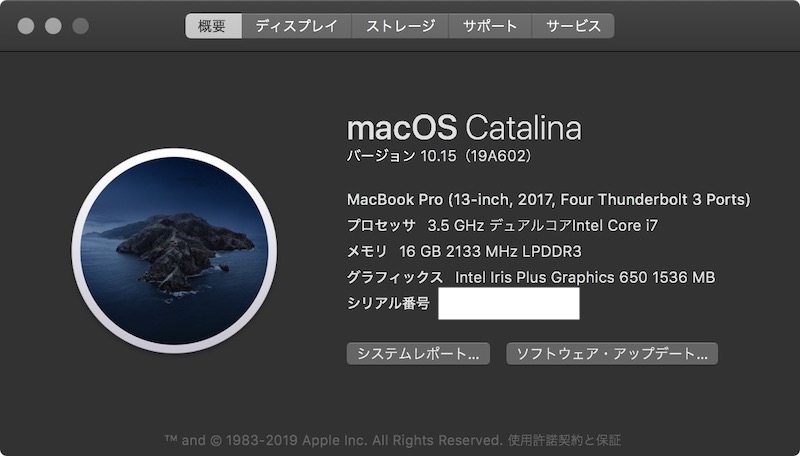 概要 ディスプレイ ストレージ サポート サービス
macOS Catalina
バージョン 10.15（19A602）
MacBook Pro (13-inch, 2017, Four Thunderbolt 3 Ports)
プロセッサ 3.5 GHz デュアルコアIntel Core i7
メモリ 16 GB 2133 MHz LPDDR3
グラフィックス Intel Iris Plus Graphics 650 1536 MB
シリアル番号
システムレポート... ソフトウェア・アップデート...
™ and © 1983-2019 Apple Inc. All Rights Reserved. 使用許諾契約と保証